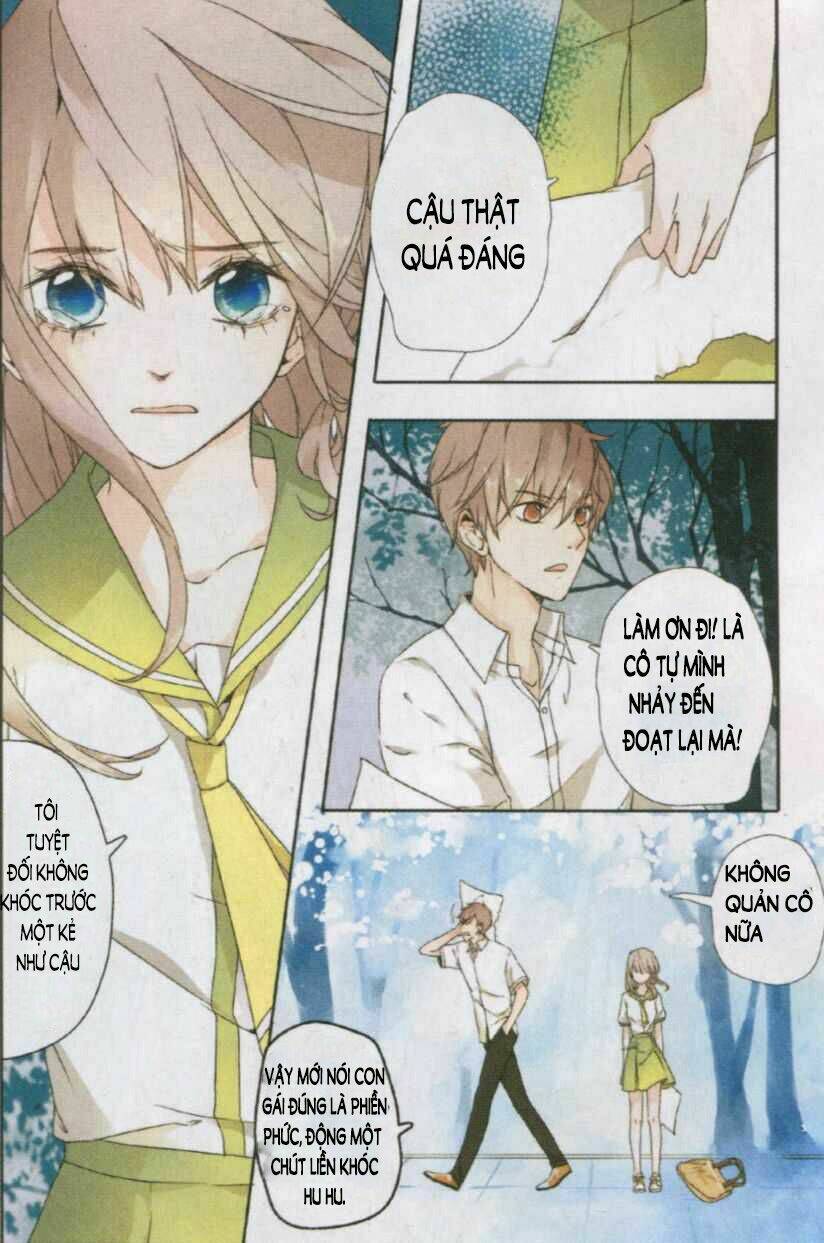 CẬU THẬT
QUÁ ĐÁNG
LÀM ƠN ĐI! LÀ
CÔ TỰ MÌNH
NHẢY ĐẾN
ĐOẠT LẠI MÀ!
KHÔNG
QUẢN CÔ
NỮA
VẬY MỚI NÓI CON
GÁI ĐÚNG LÀ PHIỀN
PHỨC, ĐỘNG MỘT
CHÚT LIỀN KHÓC
HU HU.
TÔI
TUYỆT
ĐỐI KHÔNG
KHÓC TRƯỚC
MỘT KẺ
NHƯ CẬU